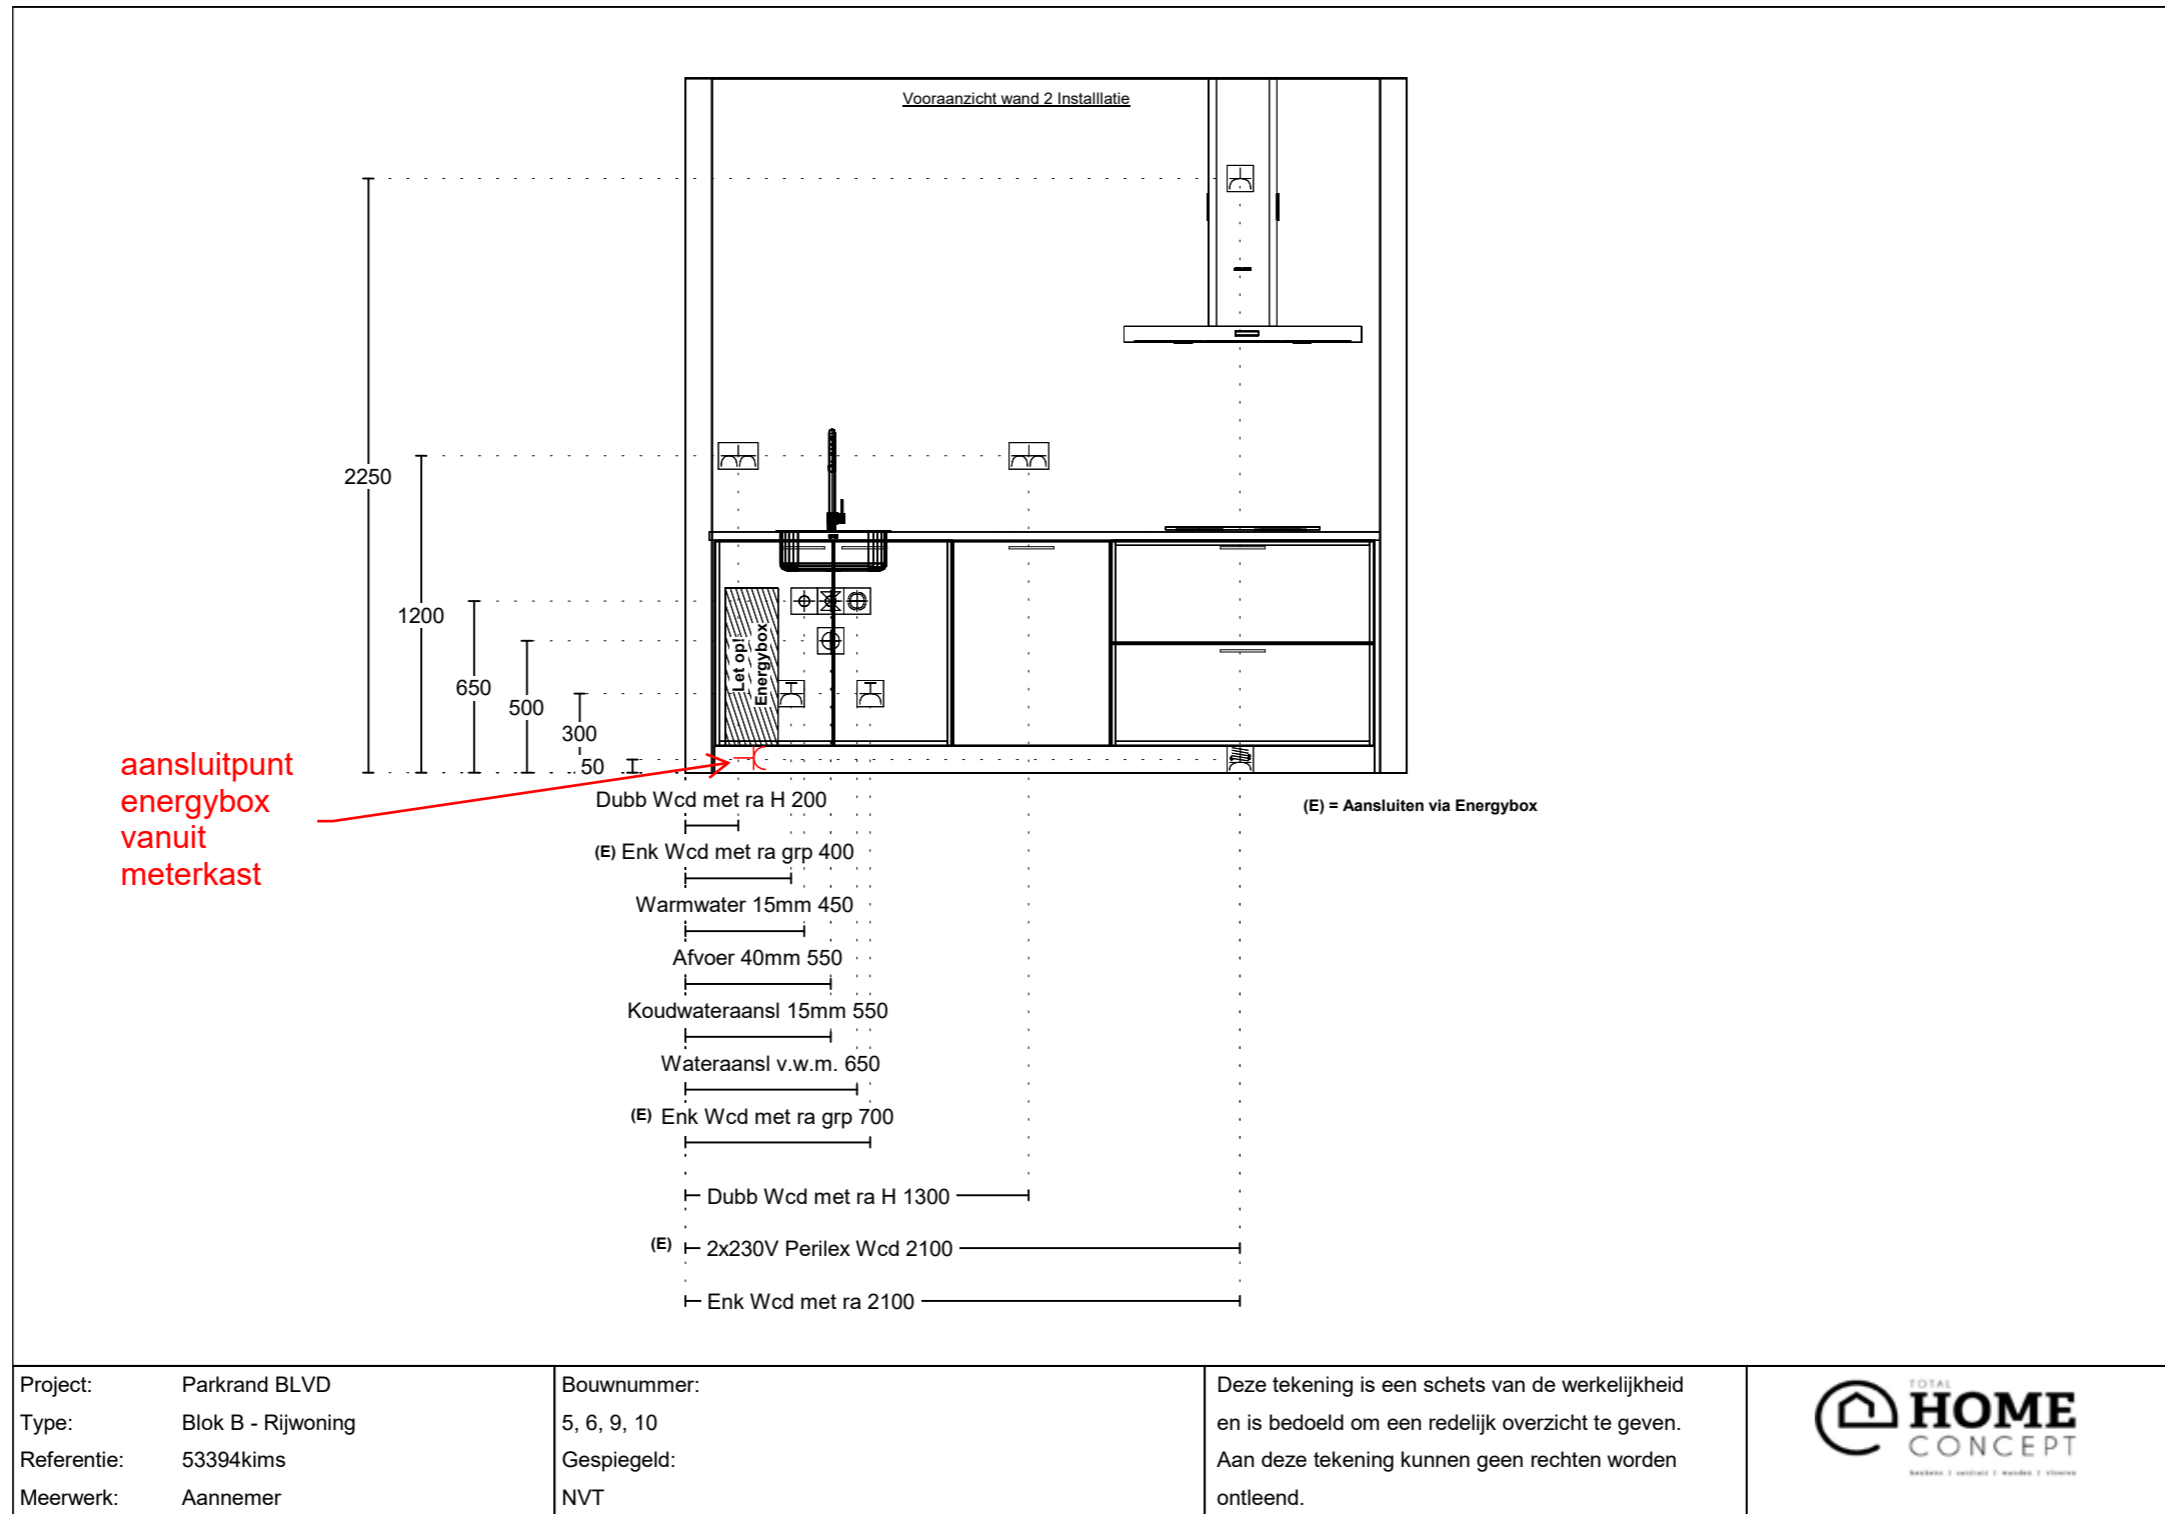 Vooraanzicht wand 2 Installlatie
2250
1200
650
500
300
50
Let op!
Energybox
aansluitpunt
energybox
vanuit
meterkast
Dubb Wcd met ra H 200
(E) = Aansluiten via Energybox
(E) Enk Wcd met ra grp 400
Warmwater 15mm 450
Afvoer 40mm 550
Koudwateraansl 15mm 550
Wateraansl v.w.m. 650
(E) Enk Wcd met ra grp 700
Dubb Wcd met ra H 1300
(E) 2x230V Perilex Wcd 2100
Enk Wcd met ra 2100
Project: Parkrand BLVD
Type: Blok B - Rijwoning
Referentie: 53394kims
Meerwerk: Aannemer
Bouwnummer:
5, 6, 9, 10
Gespiegeld:
NVT
Deze tekening is een schets van de werkelijkheid
en is bedoeld om een redelijk overzicht te geven.
Aan deze tekening kunnen geen rechten worden
ontleend.
TOTAL
HOME
CONCEPT
keukens | sanitair | wanden | vloeren